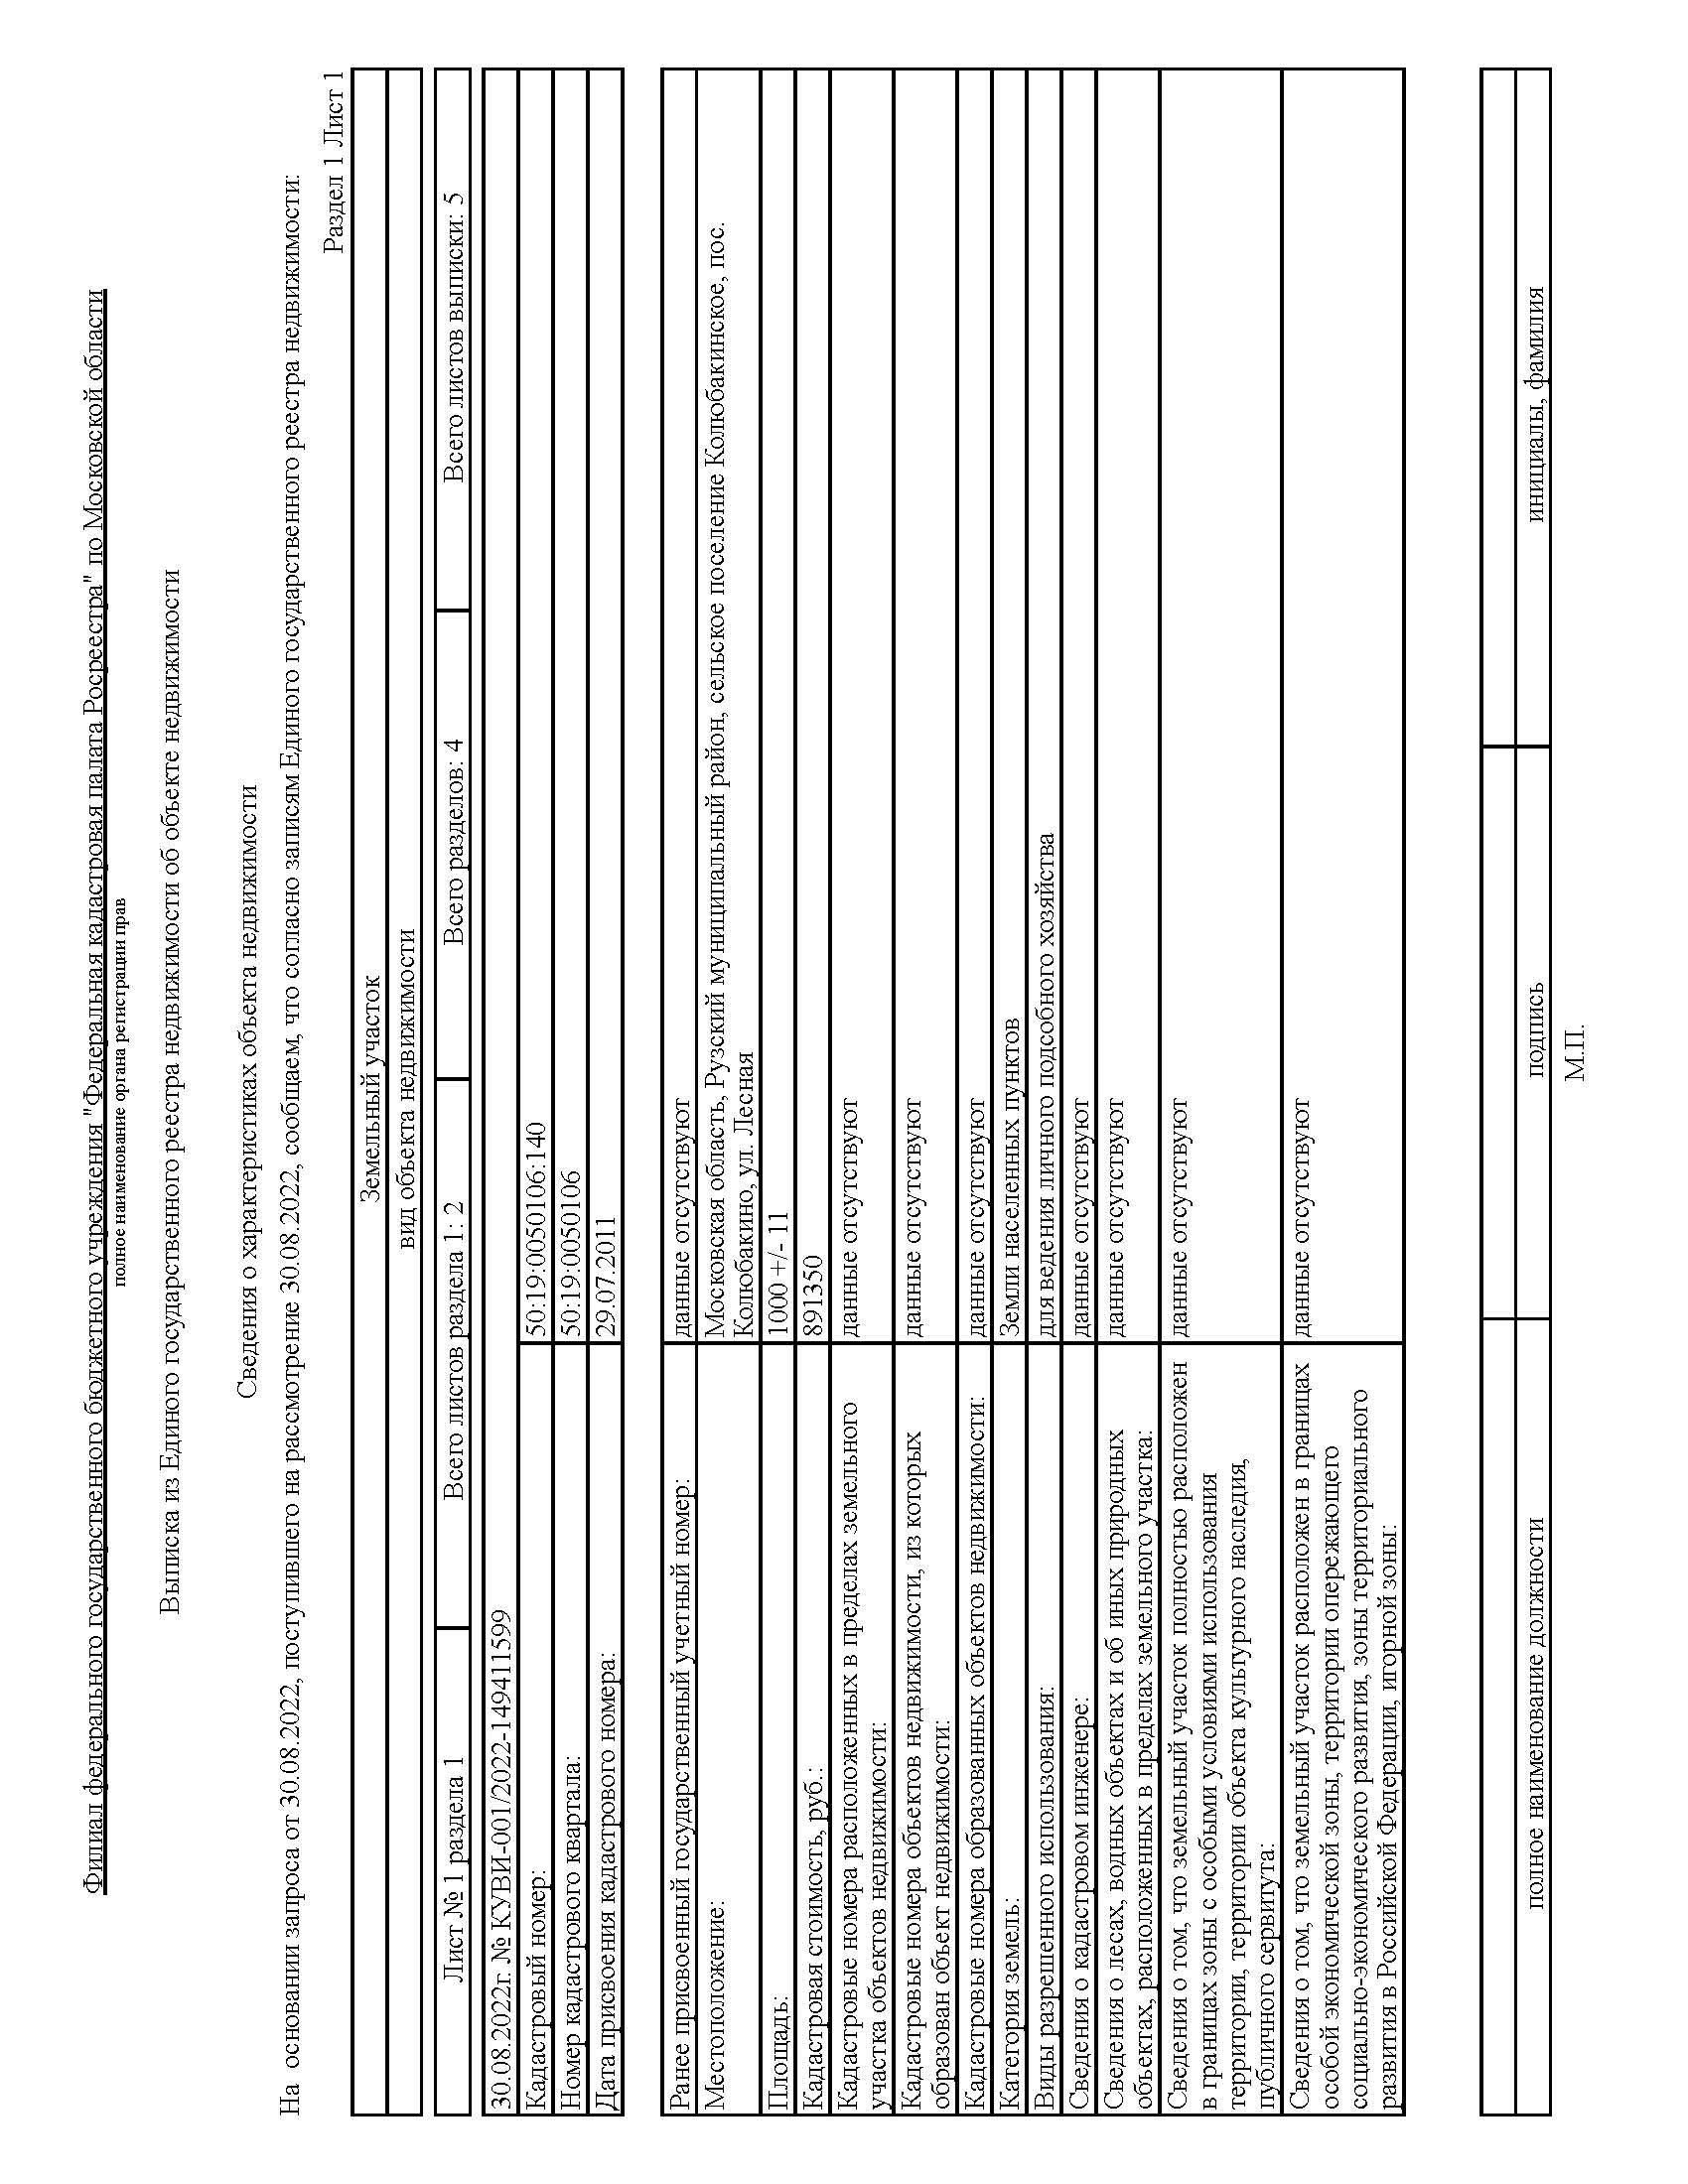 Филиал федерального государственного бюджетного учреждения "Федеральная кадастровая палата Росреестра" по Московской области
полное наименование органа регистрации прав
Выписка из Единого государственного реестра недвижимости об объекте недвижимости
Сведения о характеристиках объекта недвижимости
На основании запроса от 30.08.2022, поступившего на рассмотрение 30.08.2022, сообщаем, что согласно записям Единого государственного реестра недвижимости:
Раздел 1 Лист 1
Земельный участок
вид объекта недвижимости
Лист № 1 раздела 1 Всего листов раздела 1: 2 Всего разделов: 4 Всего листов выписки: 5
30.08.2022г. № КУВИ-001/2022-149411599
Кадастровый номер: 50:19:0050106:140
Номер кадастрового квартала: 50:19:0050106
Дата присвоения кадастрового номера: 29.07.2011
Ранее присвоенный государственный учетный номер: данные отсутствуют
Местоположение: Московская область, Рузский муниципальный район, сельское поселение Колюбакинское, пос.
Колюбакино, ул. Лесная
Площадь: 1000 +/- 11
Кадастровая стоимость, руб.: 891350
Кадастровые номера расположенных в пределах земельного данные отсутствуют
участка объектов недвижимости:
Кадастровые номера объектов недвижимости, из которых данные отсутствуют
образован объект недвижимости:
Кадастровые номера образованных объектов недвижимости: данные отсутствуют
Категория земель: Земли населенных пунктов
Виды разрешенного использования: для ведения личного подсобного хозяйства
Сведения о кадастровом инженере: данные отсутствуют
Сведения о лесах, водных объектах и об иных природных данные отсутствуют
объектах, расположенных в пределах земельного участка:
Сведения о том, что земельный участок полностью расположен данные отсутствуют
в границах зоны с особыми условиями использования
территории, территории объекта культурного наследия,
публичного сервитута:
Сведения о том, что земельный участок расположен в границах данные отсутствуют
особой экономической зоны, территории опережающего
социально-экономического развития, зоны территориального
развития в Российской Федерации, игорной зоны:
полное наименование должности подпись инициалы, фамилия
М.П.